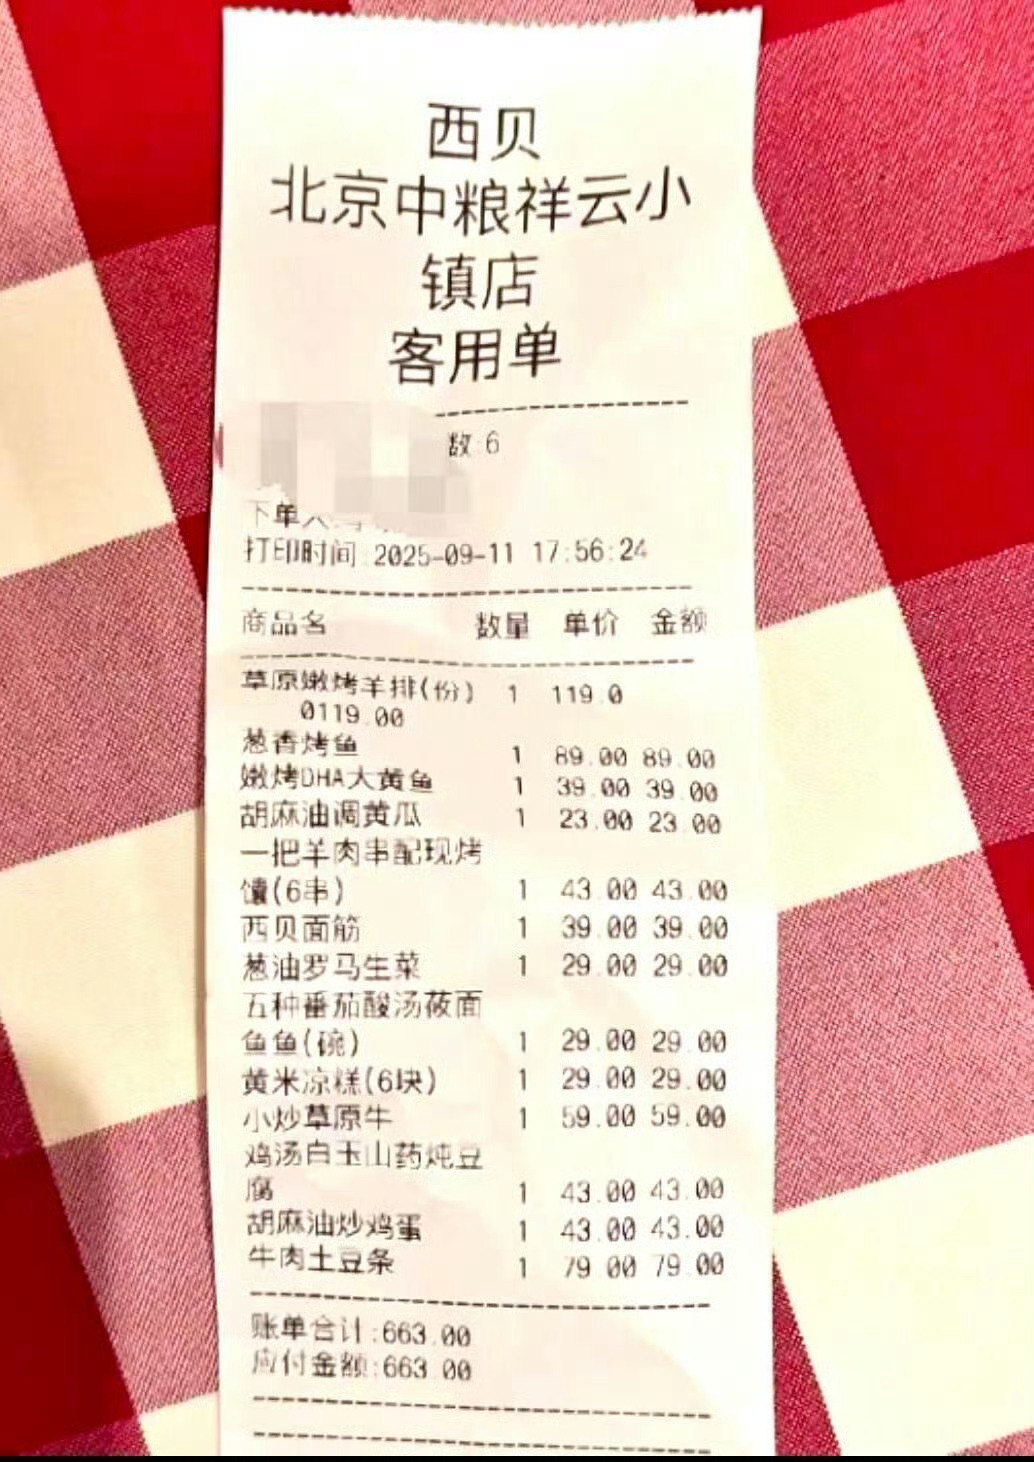 西贝
北京中粮祥云小
镇店
客用单
数:6
下单人
打印时间:2025-09-11 17:56:24
商品名 数量 单价 金额
草原嫩烤羊排(份) 1 119.0
0119.00
葱香烤鱼 1 89.00 89.00
嫩烤DHA大黄鱼 1 39.00 39.00
胡麻油调黄瓜 1 23.00 23.00
一把羊肉串配现烤
馕(6串) 1 43.00 43.00
西贝面筋 1 39.00 39.00
葱油罗马生菜 1 29.00 29.00
五种番茄酸汤莜面
鱼鱼(碗) 1 29.00 29.00
黄米凉糕(6块) 1 29.00 29.00
小炒草原牛 1 59.00 59.00
鸡汤白玉山药炖豆
腐 1 43.00 43.00
胡麻油炒鸡蛋 1 43.00 43.00
牛肉土豆条 1 79.00 79.00
账单合计:663.00
应付金额:663.00